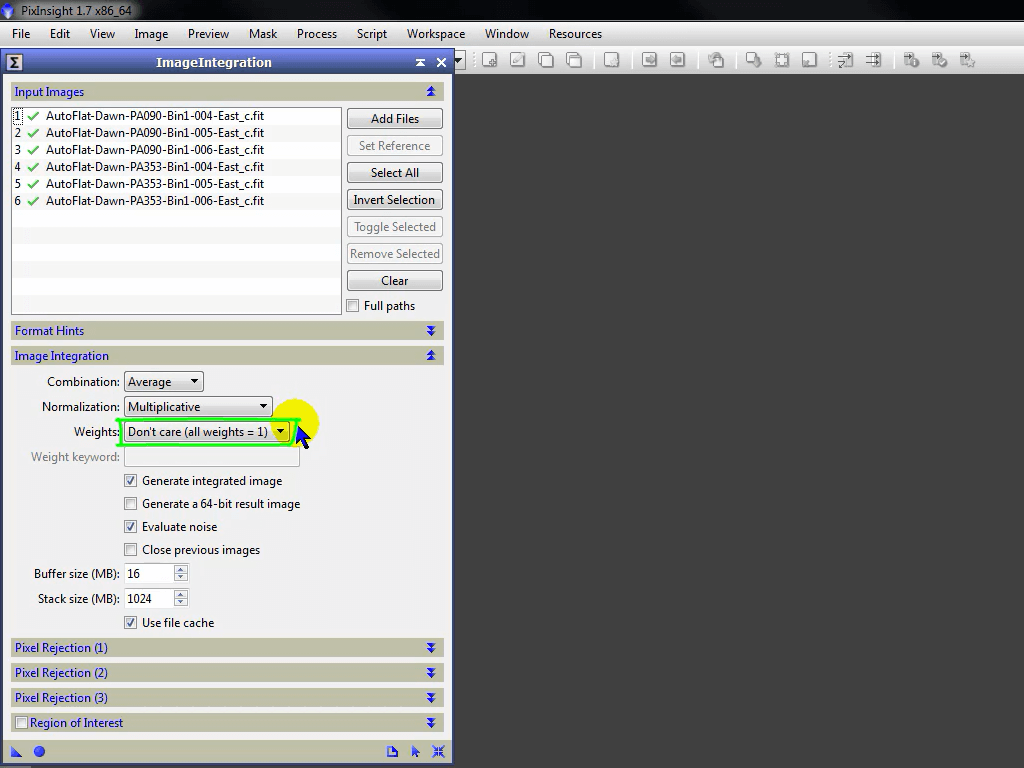 PixInsight 1.7 x86_64
File Edit View Image Preview Mask Process Script Workspace Window Resources
Σ ImageIntegration
Input Images
1 AutoFlat-Dawn-PA090-Bin1-004-East_c.fit
2 AutoFlat-Dawn-PA090-Bin1-005-East_c.fit
3 AutoFlat-Dawn-PA090-Bin1-006-East_c.fit
4 AutoFlat-Dawn-PA353-Bin1-004-East_c.fit
5 AutoFlat-Dawn-PA353-Bin1-005-East_c.fit
6 AutoFlat-Dawn-PA353-Bin1-006-East_c.fit
Add Files
Set Reference
Select All
Invert Selection
Toggle Selected
Remove Selected
Clear
Full paths
Format Hints
Image Integration
Combination: Average
Normalization: Multiplicative
Weights: Don't care (all weights = 1)
Weight keyword:
Generate integrated image
Generate a 64-bit result image
Evaluate noise
Close previous images
Buffer size (MB): 16
Stack size (MB): 1024
Use file cache
Pixel Rejection (1)
Pixel Rejection (2)
Pixel Rejection (3)
Region of Interest